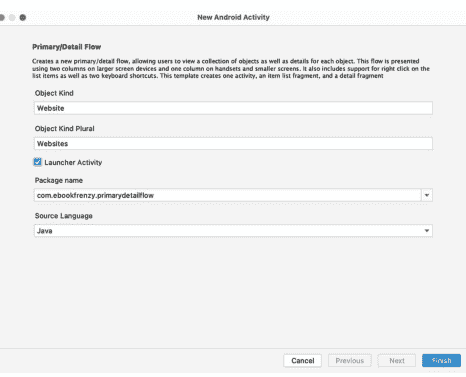 New Android Activity
Primary/Detail Flow
Creates a new primary/detail flow, allowing users to view a collection of objects as well as details for each object. This flow is presented
using two columns on larger screen devices and one column on handsets and smaller screens. It also includes support for right click on the
list items as well as two keyboard shortcuts. This template creates one activity, an item list fragment, and a detail fragment
Object Kind
Website
Object Kind Plural
Websites
Launcher Activity
Package name
com.ebookfrenzy.primarydetailflow
Source Language
Java
Cancel Previous Next Finish